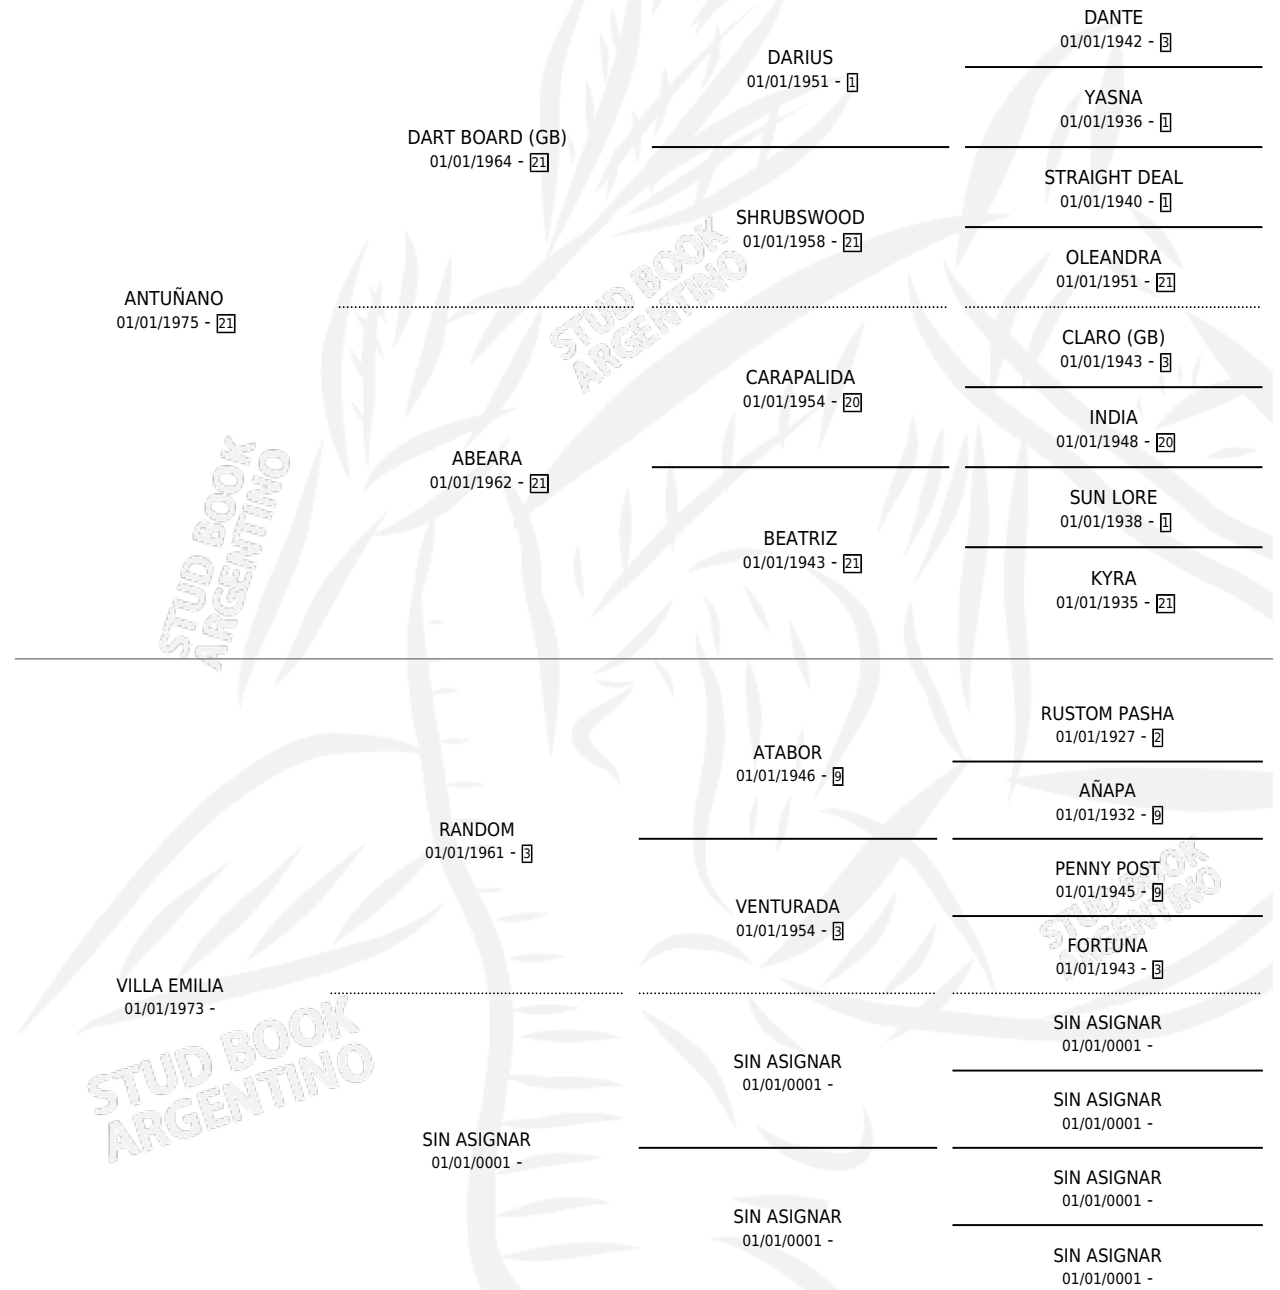 DANTE
01/01/1942 - 3
DARIUS
01/01/1951 - 1
YASNA
01/01/1936 - 1
DART BOARD (GB)
01/01/1964 - 21
STRAIGHT DEAL
01/01/1940 - 1
SHRUBSWOOD
01/01/1958 - 21
OLEANDRA
01/01/1951 - 21
ANTUÑANO
01/01/1975 - 21
STUD BOOK
ARGENTINO
CLARO (GB)
01/01/1943 - 3
CARAPALIDA
01/01/1954 - 20
INDIA
01/01/1948 - 20
ABEARA
01/01/1962 - 21
SUN LORE
01/01/1938 - 1
BEATRIZ
01/01/1943 - 21
KYRA
01/01/1935 - 21
STUD BOOK
ARGENTINO
RUSTOM PASHA
01/01/1927 - 2
ATABOR
01/01/1946 - 9
AÑAPA
01/01/1932 - 9
RANDOM
01/01/1961 - 3
PENNY POST
01/01/1945 - 9
VENTURADA
01/01/1954 - 3
STUD BOOK
ARGENTINO
FORTUNA
01/01/1943 - 3
VILLA EMILIA
01/01/1973 -
STUD BOOK
ARGENTINO
SIN ASIGNAR
01/01/0001 -
SIN ASIGNAR
01/01/0001 -
SIN ASIGNAR
01/01/0001 -
SIN ASIGNAR
01/01/0001 -
SIN ASIGNAR
01/01/0001 -
SIN ASIGNAR
01/01/0001 -
SIN ASIGNAR
01/01/0001 -